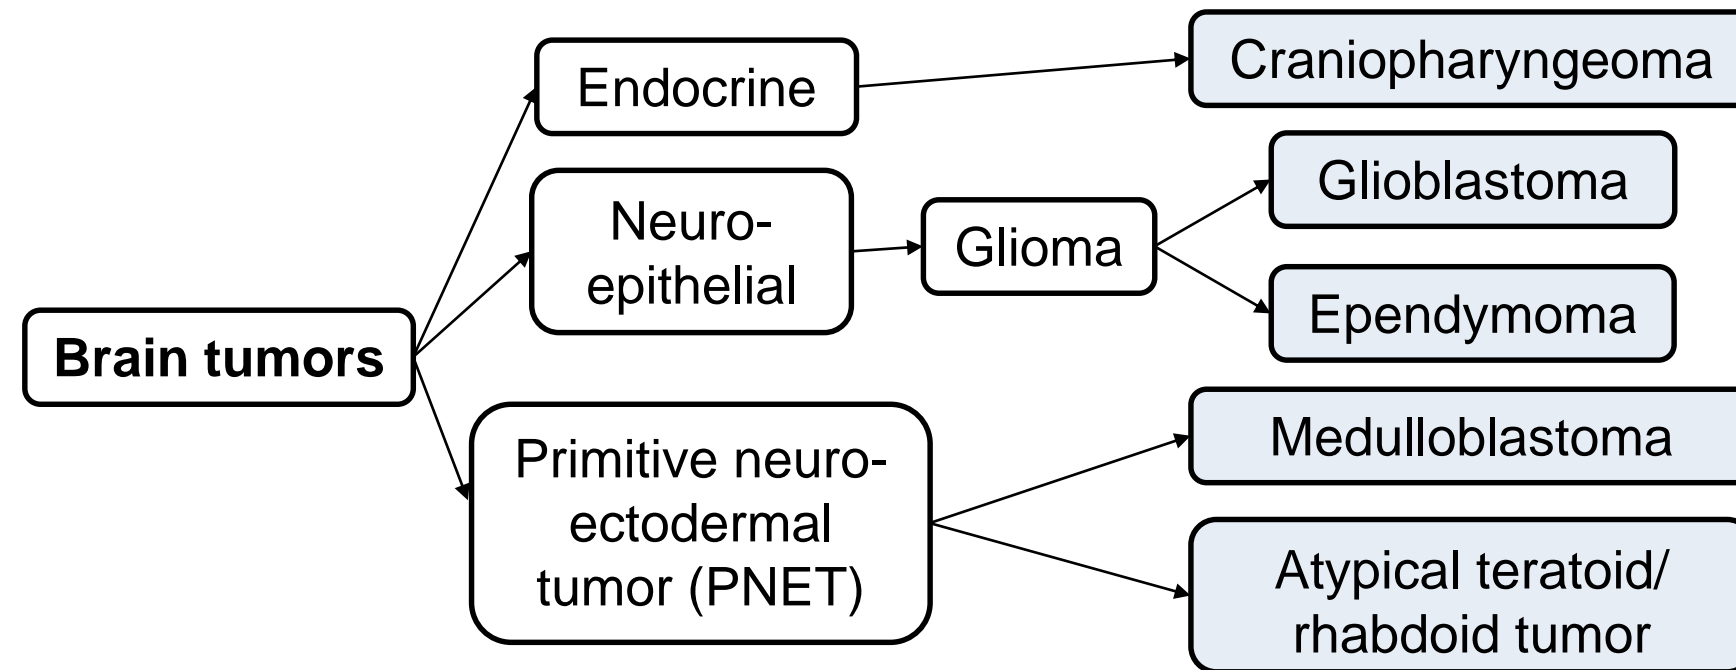 Brain tumors
Endocrine
Neuro-
epithelial
Primitive neuro-
ectodermal
tumor (PNET)
Glioma
Craniopharyngeoma
Glioblastoma
Ependymoma
Medulloblastoma
Atypical teratoid/
rhabdoid tumor